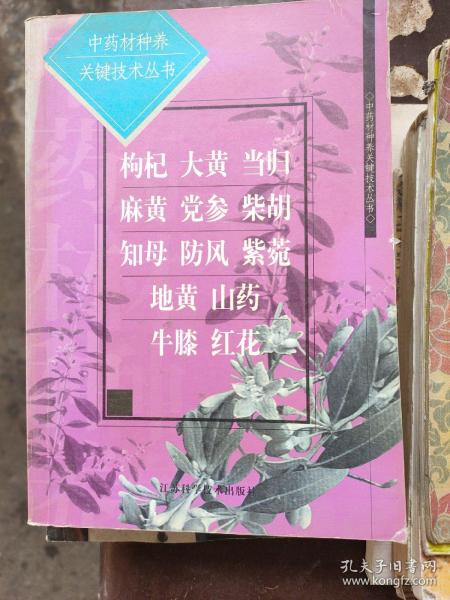 中药材种养
关键技术丛书
◇中药材种养关键技术丛书◇
枸杞 大黄 当归
麻黄 党参 柴胡
知母 防风 紫菀
地黄 山药
牛膝 红花
江苏科学技术出版社
孔夫子旧书网
www.kongfz.com